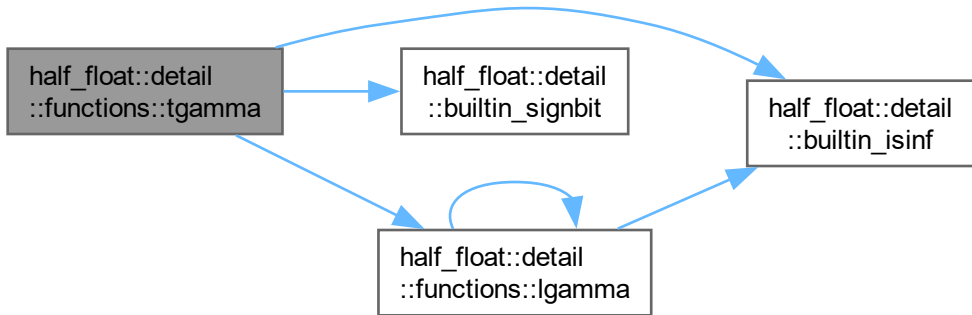 half_float::detail
::functions::tgamma
half_float::detail
::builtin_signbit
half_float::detail
::builtin_isinf
half_float::detail
::functions::lgamma